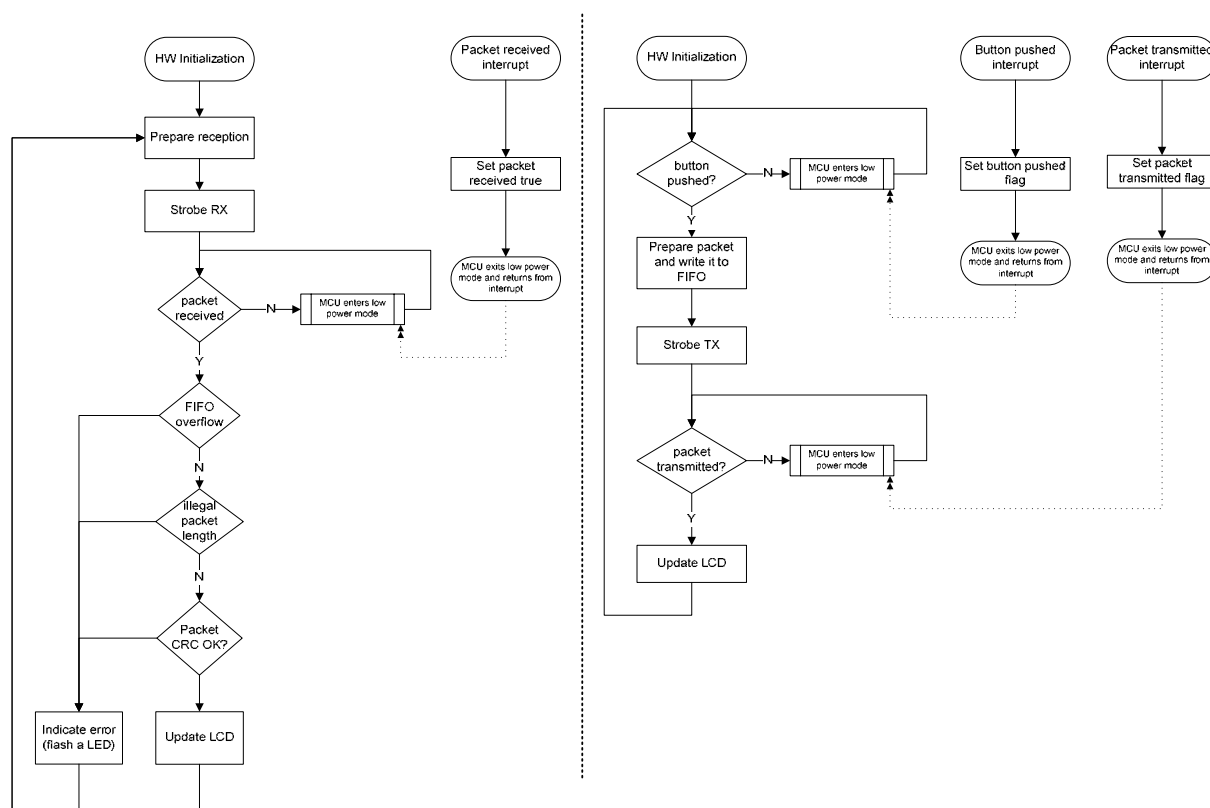 HW Initialization
Prepare reception
Strobe RX
packet
received
N
MCU enters low
power mode
Y
FIFO
overflow
N
illegal
packet
length
N
Packet
CRC OK?
Indicate error
(flash a LED)
Update LCD
Packet received
interrupt
Set packet
received true
MCU exits low power
mode and returns from
interrupt
HW Initialization
button
pushed?
N
MCU enters low
power mode
Y
Prepare packet
and write it to
FIFO
Strobe TX
packet
transmitted?
N
MCU enters low
power mode
Y
Update LCD
Button pushed
interrupt
Set button pushed
flag
MCU exits low power
mode and returns from
interrupt
Packet transmitted
interrupt
Set packet
transmitted flag
MCU exits low power
mode and returns from
interrupt